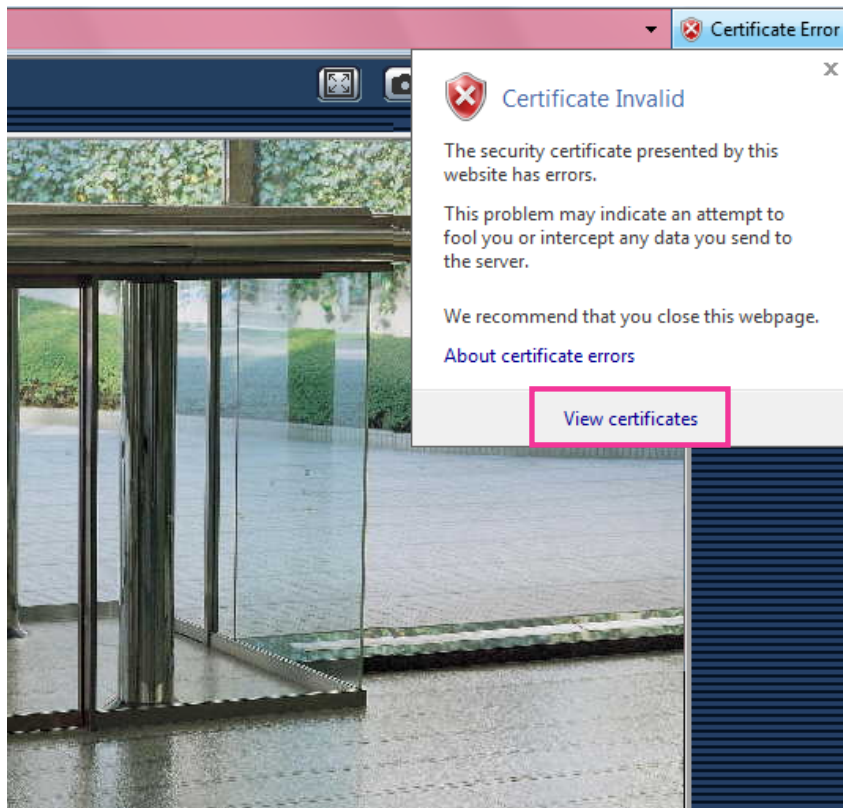 Certificate Error
Certificate Invalid
The security certificate presented by this
website has errors.
This problem may indicate an attempt to
fool you or intercept any data you send to
the server.
We recommend that you close this webpage.
About certificate errors
View certificates